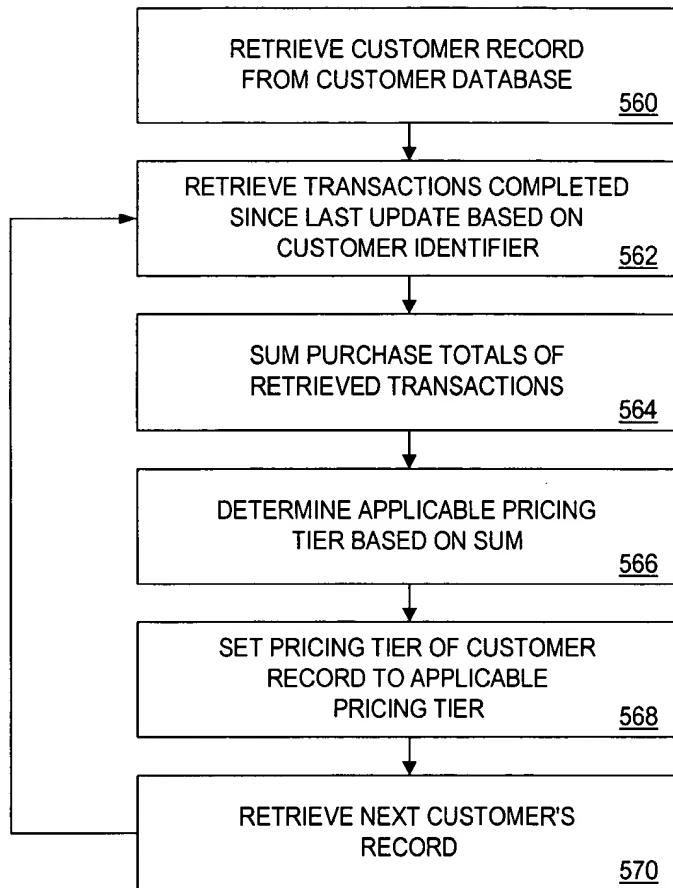 RETRIEVE CUSTOMER RECORD
FROM CUSTOMER DATABASE
560
RETRIEVE TRANSACTIONS COMPLETED
SINCE LAST UPDATE BASED ON
CUSTOMER IDENTIFIER
562
SUM PURCHASE TOTALS OF
RETRIEVED TRANSACTIONS
564
DETERMINE APPLICABLE PRICING
TIER BASED ON SUM
566
SET PRICING TIER OF CUSTOMER
RECORD TO APPLICABLE
PRICING TIER
568
RETRIEVE NEXT CUSTOMER'S
RECORD
570